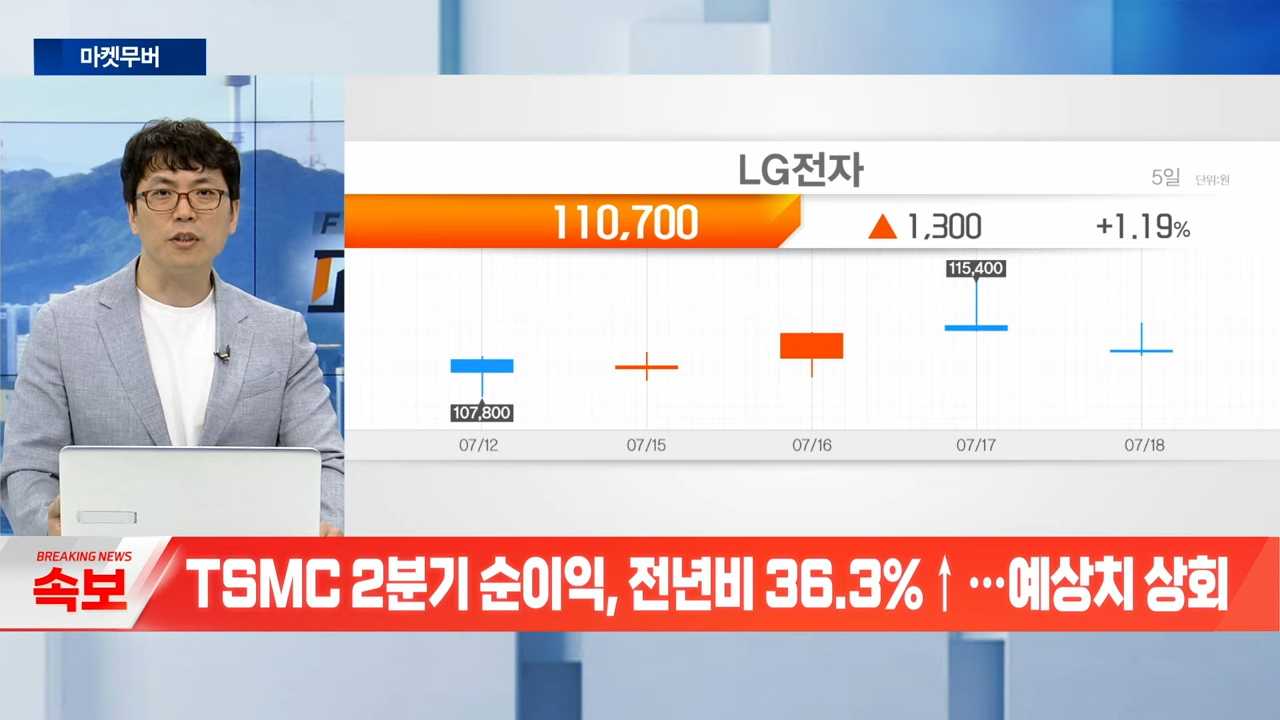 마켓무버
LG전자
5일 단위:원
110,700 ▲ 1,300 +1.19%
115,400
107,800
07/12 07/15 07/16 07/17 07/18
BREAKING NEWS
속보
TSMC 2분기 순이익, 전년비 36.3%↑…예상치 상회